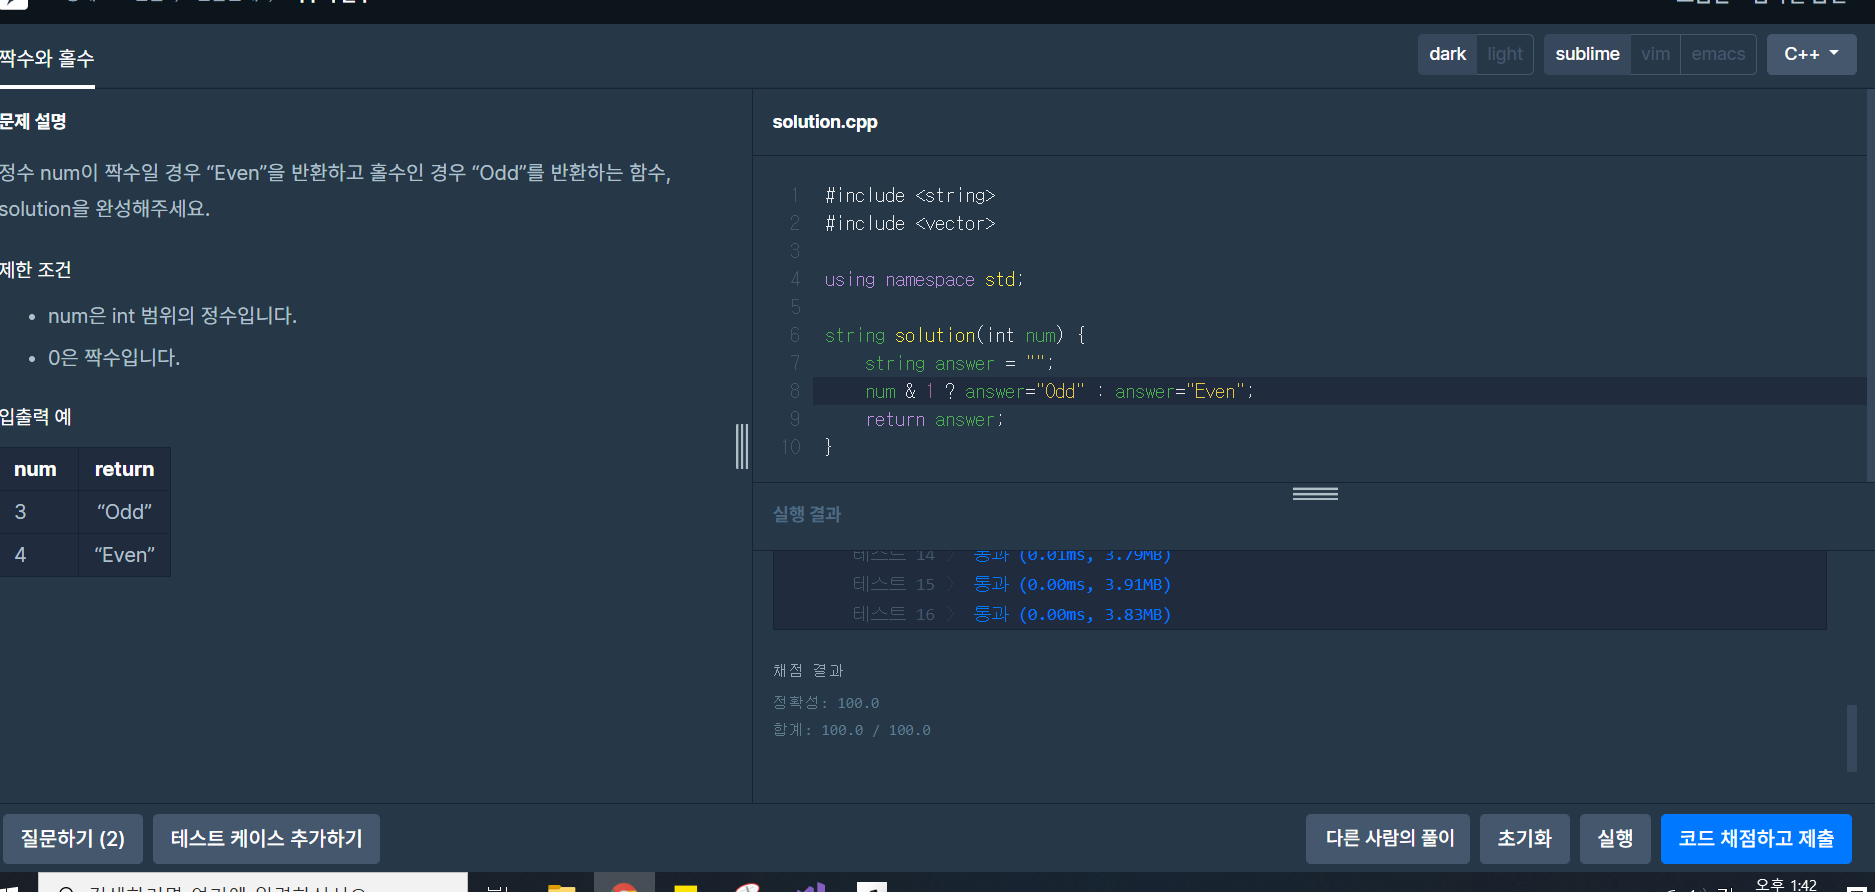 짝수와 홀수
dark light sublime vim emacs C++
문제 설명
정수 num이 짝수일 경우 “Even”을 반환하고 홀수인 경우 “Odd”를 반환하는 함수,
solution을 완성해주세요.
제한 조건
• num은 int 범위의 정수입니다.
• 0은 짝수입니다.
입출력 예
num return
3 “Odd”
4 “Even”
solution.cpp
1 #include <string>
2 #include <vector>
3
4 using namespace std;
5
6 string solution(int num) {
7 string answer = "";
8 num & 1 ? answer="Odd" : answer="Even";
9 return answer;
10 }
실행 결과
테스트 14 〉 통과 (0.01ms, 3.79MB)
테스트 15 〉 통과 (0.00ms, 3.91MB)
테스트 16 〉 통과 (0.00ms, 3.83MB)
채점 결과
정확성: 100.0
합계: 100.0 / 100.0
질문하기 (2) 테스트 케이스 추가하기 다른 사람의 풀이 초기화 실행 코드 채점하고 제출
오후 1:42